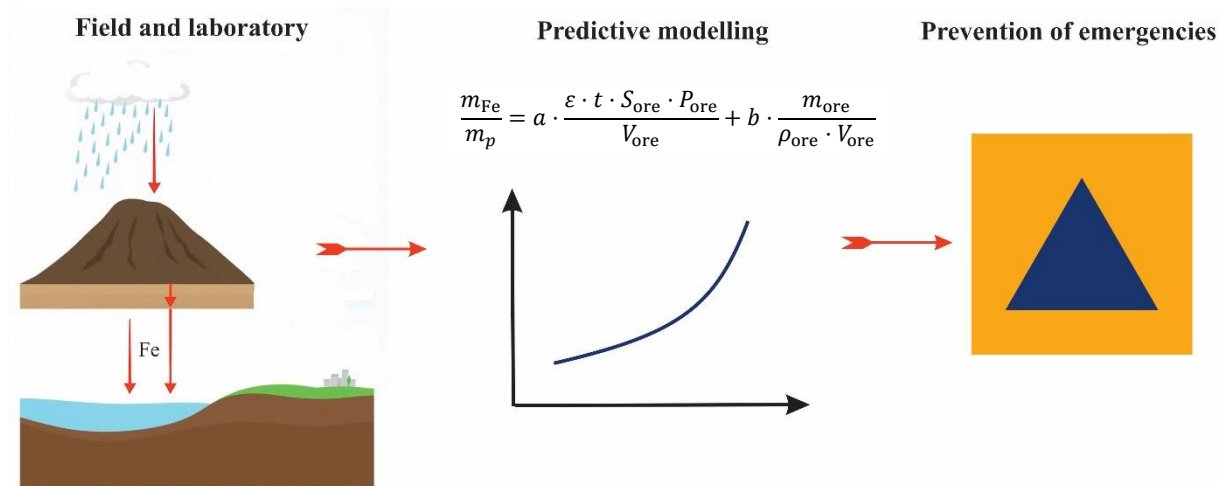 Field and laboratory
Predictive modelling
Prevention of emergencies
m_Fe / m_p = a · (ε · t · S_ore · P_ore) / V_ore + b · m_ore / (ρ_ore · V_ore)
Fe